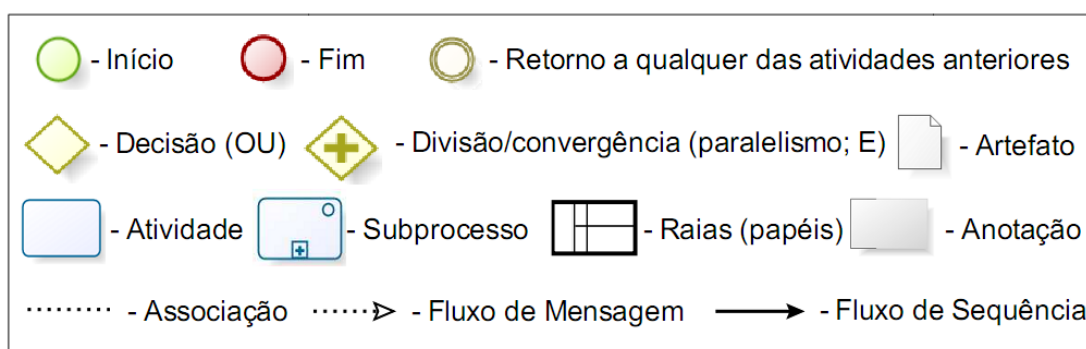 - Início - Fim - Retorno a qualquer das atividades anteriores
- Decisão (OU) - Divisão/convergência (paralelismo; E) - Artefato
- Atividade - Subprocesso - Raias (papéis) - Anotação
- Associação - Fluxo de Mensagem - Fluxo de Sequência